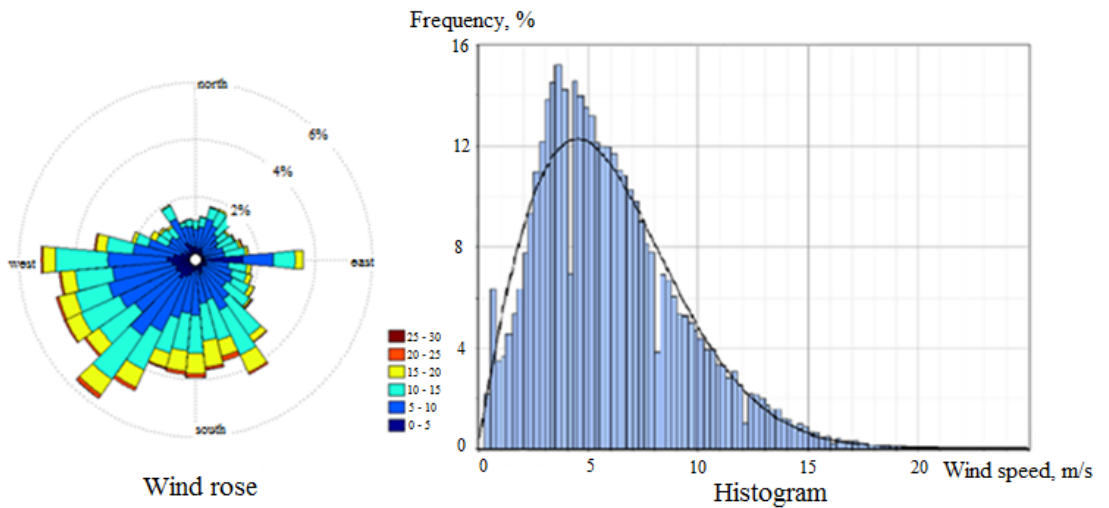 Frequency, %
north
6%
4%
2%
west
east
south
25 - 30
20 - 25
15 - 20
10 - 15
5 - 10
0 - 5
Wind rose
16
12
8
4
0
0 5 10 15 20 Wind speed, m/s
Histogram